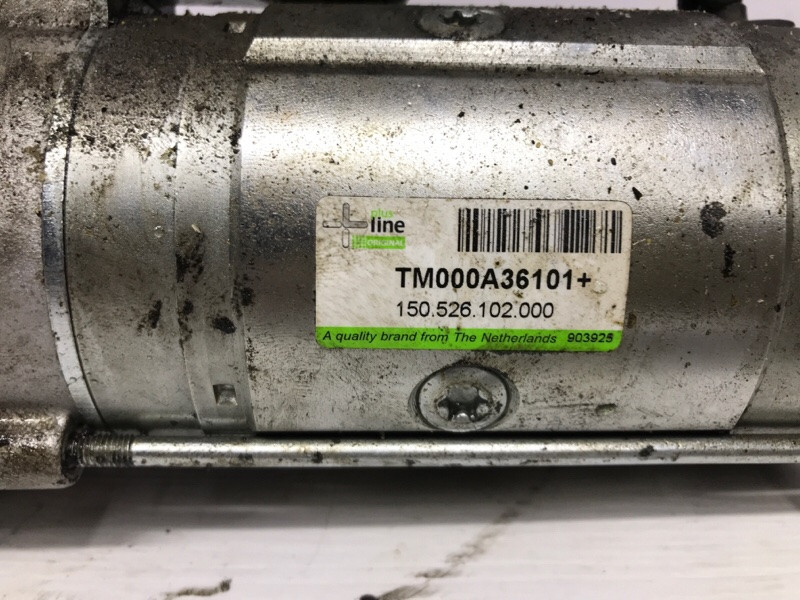 plus
line
ORIGINAL
TM000A36101+
150.526.102.000
A quality brand from The Netherlands 903925